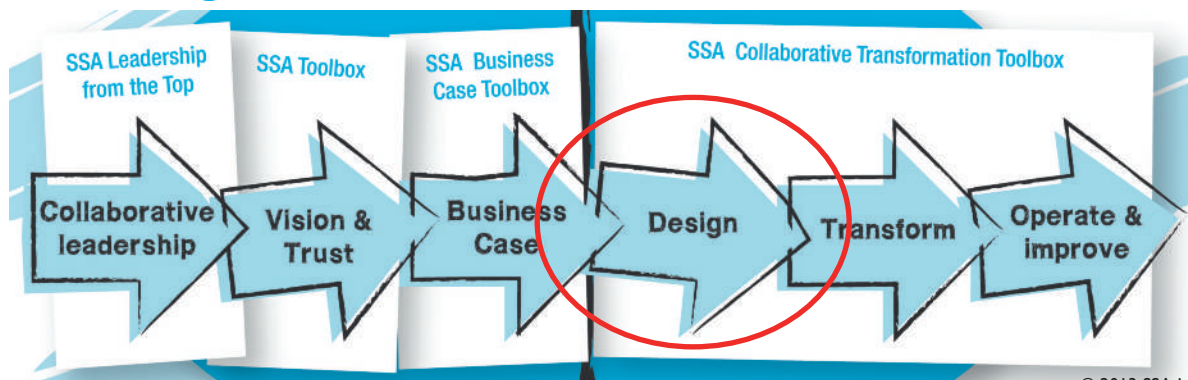 SSA Leadership
from the Top
SSA Toolbox
SSA Business
Case Toolbox
SSA Collaborative Transformation Toolbox
Collaborative
leadership
Vision &
Trust
Business
Case
Design
Transform
Operate &
improve